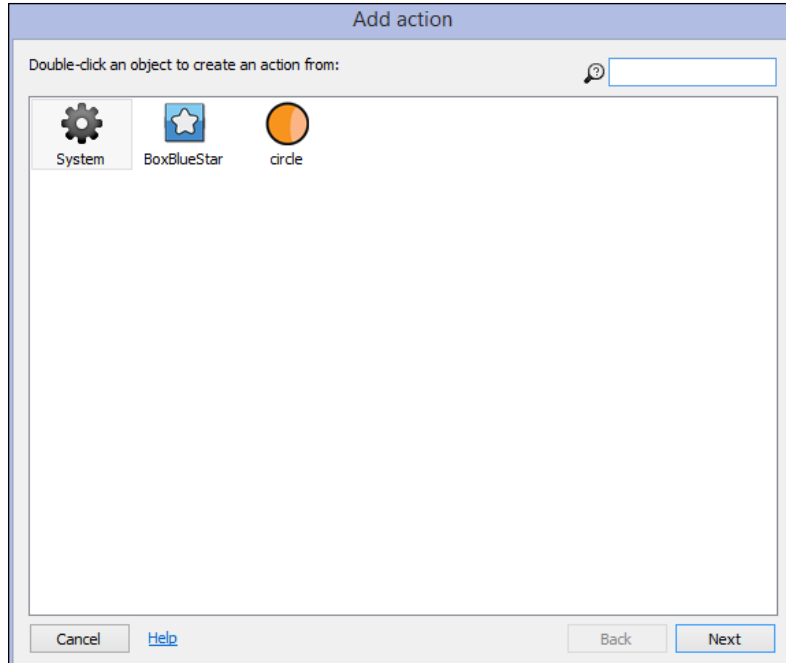 Add action
Double-click an object to create an action from:
System BoxBlueStar circle
Cancel Help Back Next